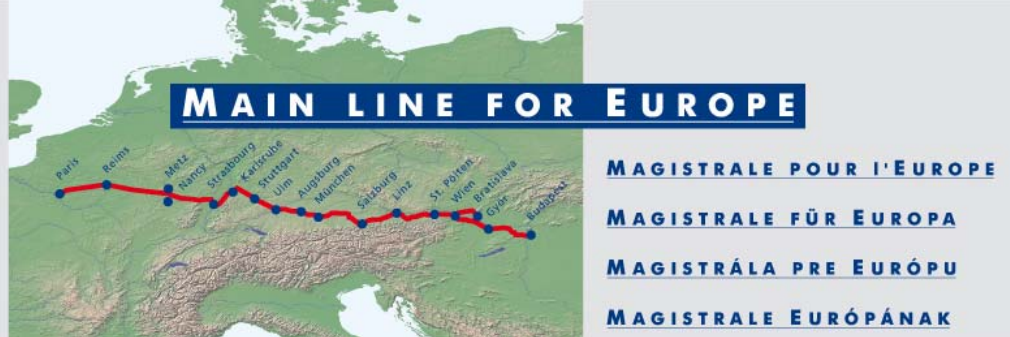 MAIN LINE FOR EUROPE
Paris
Reims
Metz
Nancy
Strasbourg
Karlsruhe
Stuttgart
Ulm
Augsburg
München
Salzburg
Linz
St. Pölten
Wien
Bratislava
Györ
Budapest
MAGISTRALE POUR l'EUROPE
MAGISTRALE FÜR EUROPA
MAGISTRÁLA PRE EURÓPU
MAGISTRALE EURÓPÁNAK